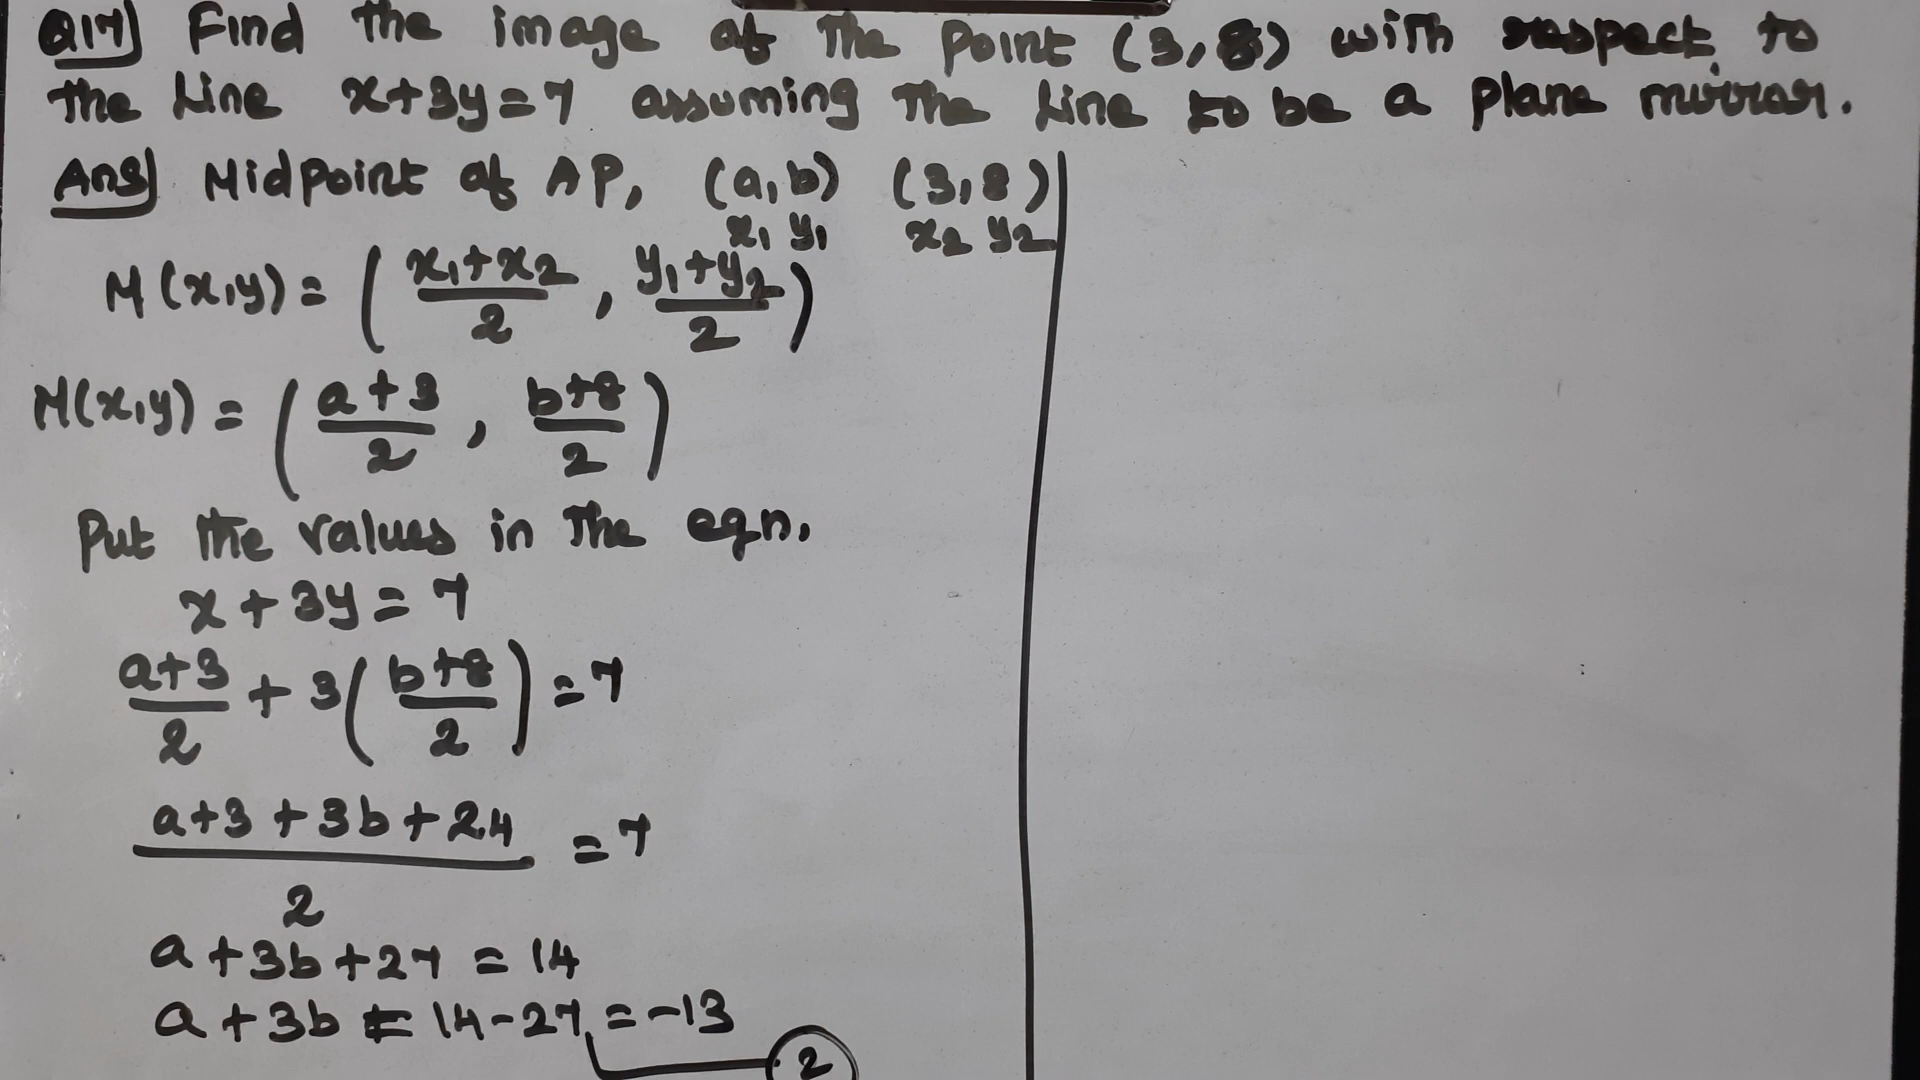 Q17) Find the image of the point (3,8) with respect to
the line x+3y=7 assuming the line to be a plane mirror.
Ans) Midpoint of AP, (a,b) (3,8)
x₁ y₁ x₂ y₂
M(x,y) = ( x₁+x₂ / 2 , y₁+y₂ / 2 )
M(x,y) = ( a+3 / 2 , b+8 / 2 )
Put the values in the eqn.
x + 3y = 7
a+3 / 2 + 3 ( b+8 / 2 ) = 7
a+3+3b+24 / 2 = 7
a+3b+27 = 14
a+3b = 14-27 = -13
2